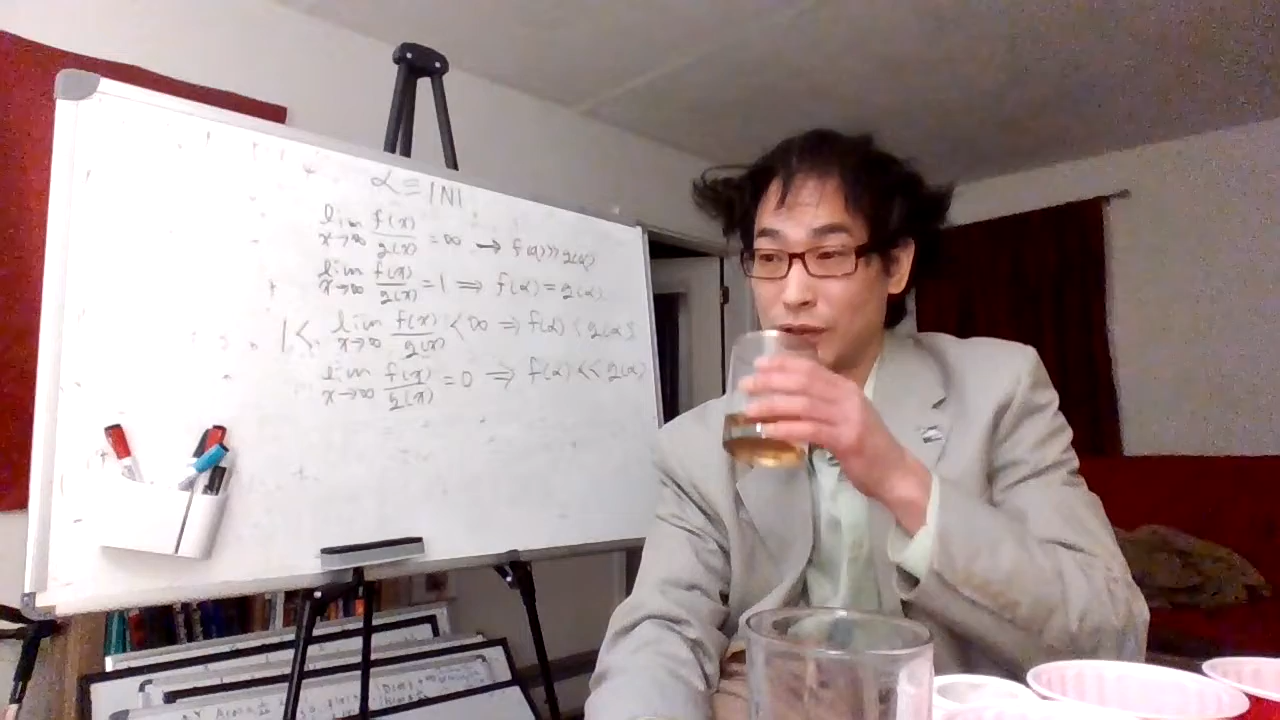 α ≡ |ℕ|
lim x→∞ f(x)/g(x) = ∞ → f(α) >> g(α)
lim x→∞ f(x)/g(x) = 1 ⇒ f(α) = g(α)
1 < lim x→∞ f(x)/g(x) < ∞ ⇒ f(α) < g(α)
lim x→∞ f(x)/g(x) = 0 ⇒ f(α) << g(α)